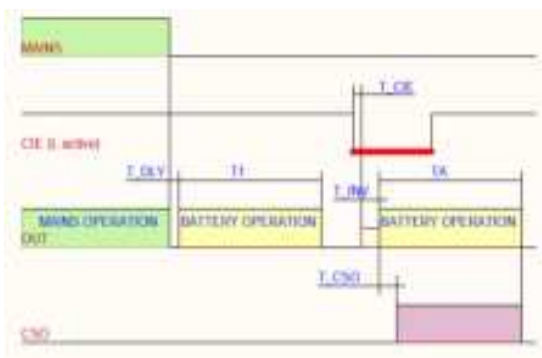 MAINS
T_CIE
CIE (L active)
T_DLY T1 TA
T_INV
MAINS OPERATION BATTERY OPERATION BATTERY OPERATION
OUT
T_CSO
CSO